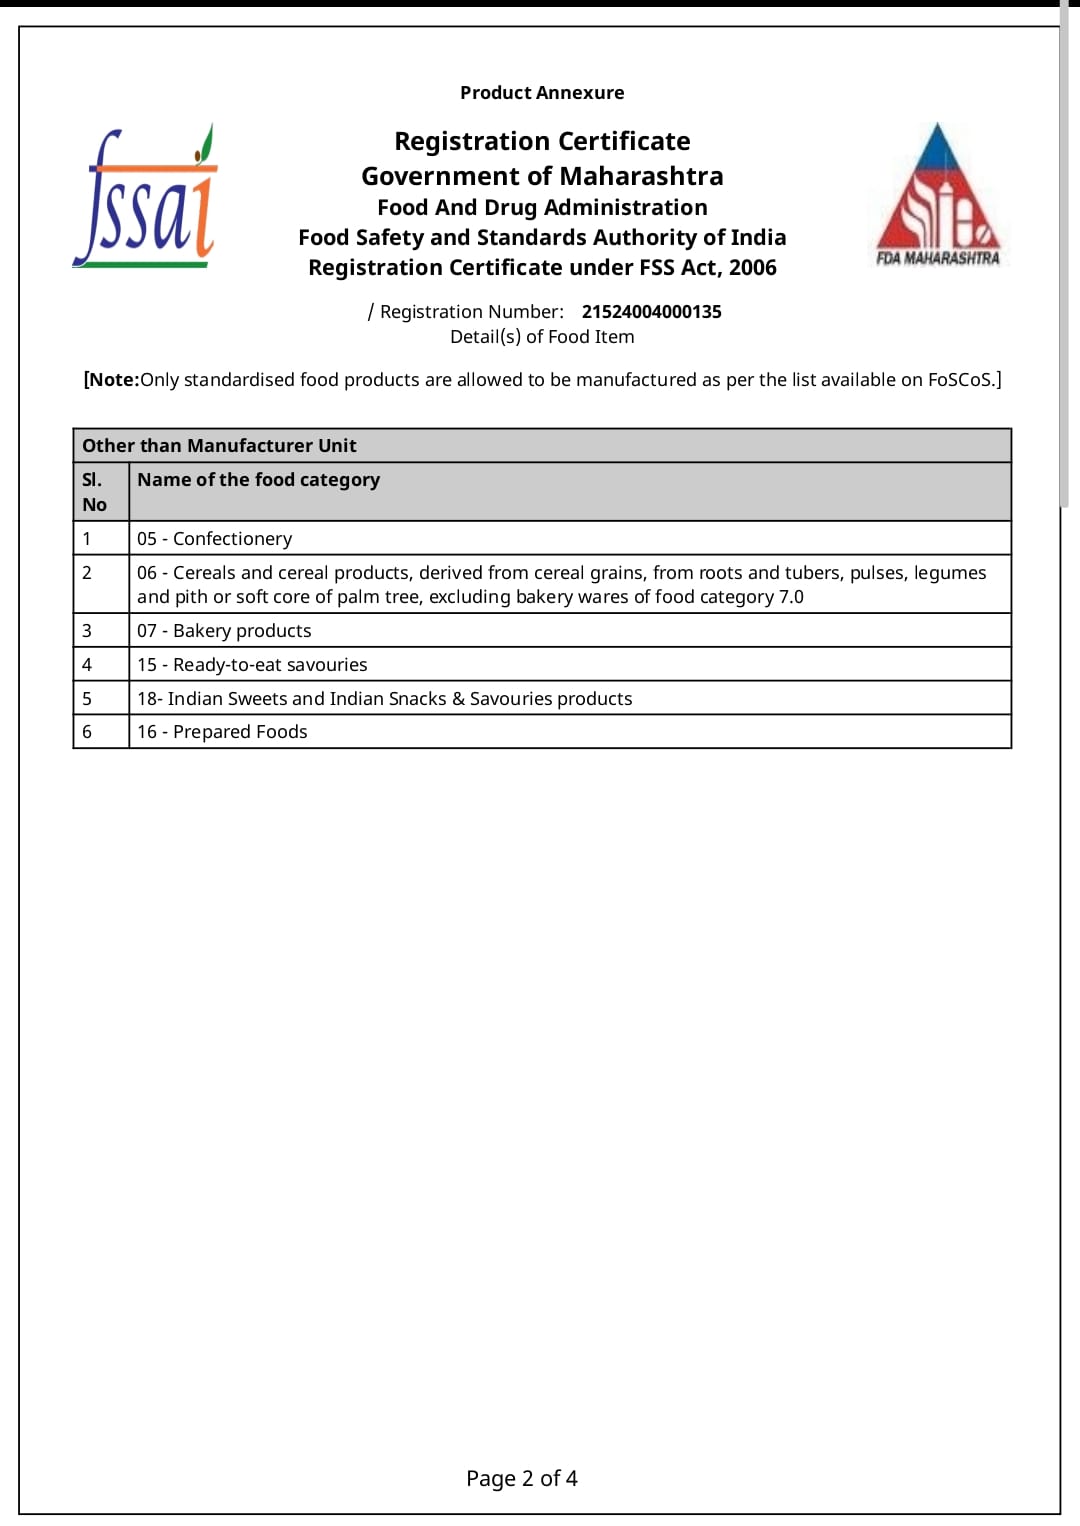 Product Annexure
fssai
Registration Certificate
Government of Maharashtra
Food And Drug Administration
Food Safety and Standards Authority of India
Registration Certificate under FSS Act, 2006
FDA MAHARASHTRA
/ Registration Number: 21524004000135
Detail(s) of Food Item
[Note:Only standardised food products are allowed to be manufactured as per the list available on FoSCoS.]
Other than Manufacturer Unit
Sl. No Name of the food category
1 05 - Confectionery
2 06 - Cereals and cereal products, derived from cereal grains, from roots and tubers, pulses, legumes
and pith or soft core of palm tree, excluding bakery wares of food category 7.0
3 07 - Bakery products
4 15 - Ready-to-eat savouries
5 18- Indian Sweets and Indian Snacks & Savouries products
6 16 - Prepared Foods
Page 2 of 4